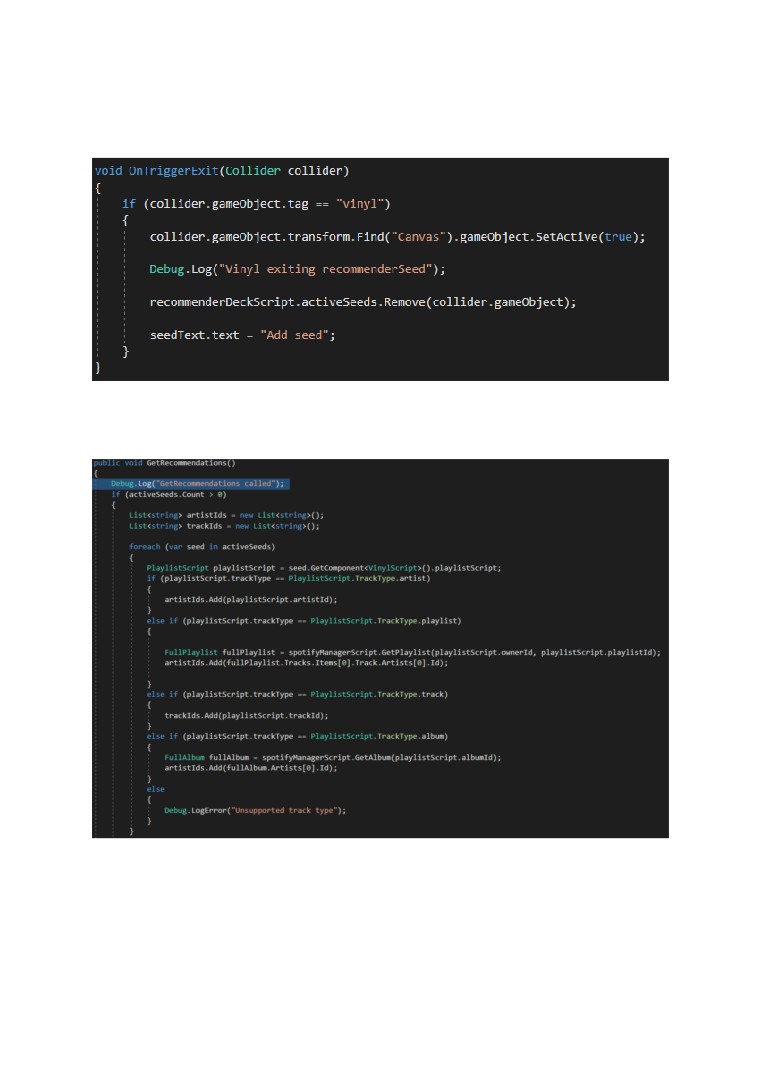 void OnTriggerExit(Collider collider)
{
if (collider.gameObject.tag == "vinyl")
{
collider.gameObject.transform.Find("Canvas").gameObject.SetActive(true);
Debug.Log("Vinyl exiting recommenderSeed");
recommenderDeckScript.activeSeeds.Remove(collider.gameObject);
seedText.text = "Add seed";
}
}
public void GetRecommendations()
{
Debug.Log("GetRecommendations called");
if (activeSeeds.Count > 0)
{
List<string> artistIds = new List<string>();
List<string> trackIds = new List<string>();
foreach (var seed in activeSeeds)
{
PlaylistScript playlistScript = seed.GetComponent<VinylScript>().playlistScript;
if (playlistScript.trackType == PlaylistScript.TrackType.artist)
{
artistIds.Add(playlistScript.artistId);
}
else if (playlistScript.trackType == PlaylistScript.TrackType.playlist)
{
FullPlaylist fullPlaylist = spotifyManagerScript.GetPlaylist(playlistScript.ownerId, playlistScript.playlistId);
artistIds.Add(fullPlaylist.Tracks.Items[0].Track.Artists[0].Id);
}
else if (playlistScript.trackType == PlaylistScript.TrackType.track)
{
trackIds.Add(playlistScript.trackId);
}
else if (playlistScript.trackType == PlaylistScript.TrackType.album)
{
FullAlbum fullAlbum = spotifyManagerScript.GetAlbum(playlistScript.albumId);
artistIds.Add(fullAlbum.Artists[0].Id);
}
else
{
Debug.LogError("Unsupported track type");
}
}